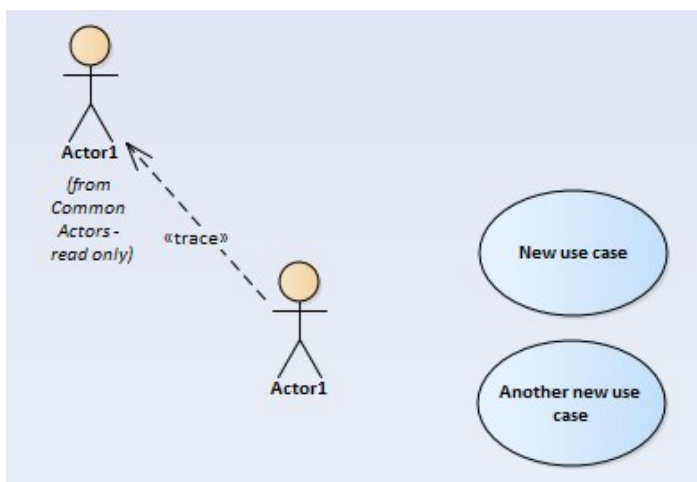 Actor1
(from
Common
Actors -
read only)
«trace»
Actor1
New use case
Another new use
case